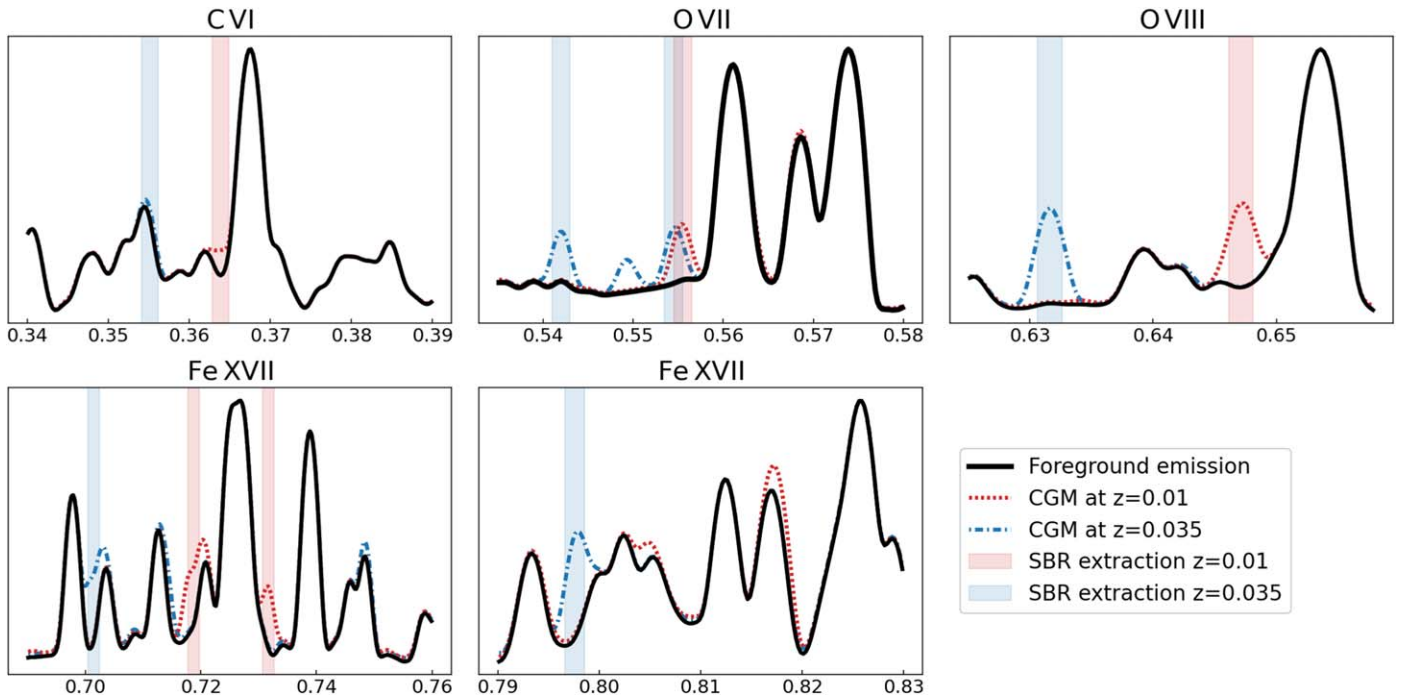 C VI
O VII
O VIII
0.34 0.35 0.36 0.37 0.38 0.39
0.54 0.55 0.56 0.57 0.58
0.63 0.64 0.65
Fe XVII
Fe XVII
0.70 0.72 0.74 0.76
0.79 0.80 0.81 0.82 0.83
Foreground emission
CGM at z=0.01
CGM at z=0.035
SBR extraction z=0.01
SBR extraction z=0.035